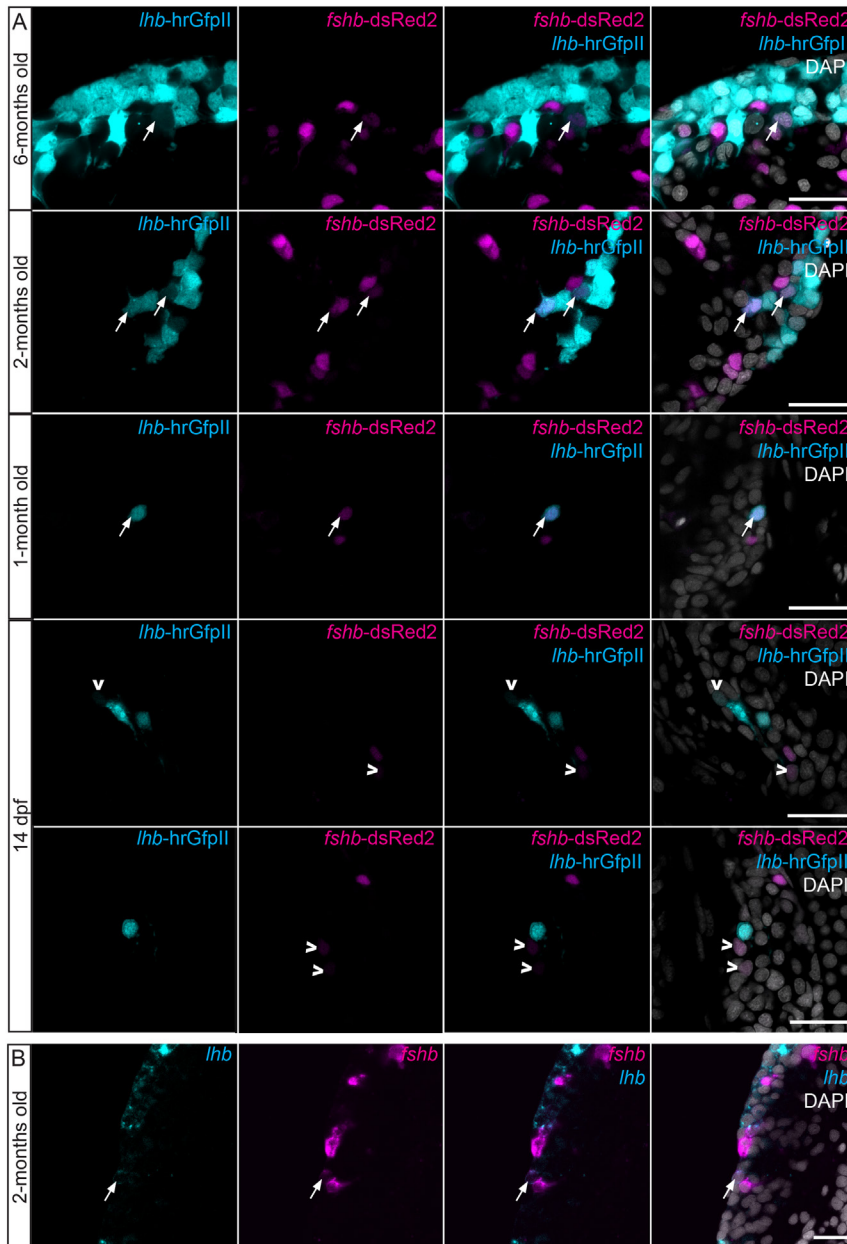 A
6-months old
lhb-hrGfpII
fshb-dsRed2
fshb-dsRed2
lhb-hrGfpII
fshb-dsRed2
lhb-hrGfpII
DAPI
2-months old
lhb-hrGfpII
fshb-dsRed2
fshb-dsRed2
lhb-hrGfpII
fshb-dsRed2
lhb-hrGfpII
DAPI
1-month old
lhb-hrGfpII
fshb-dsRed2
fshb-dsRed2
lhb-hrGfpII
fshb-dsRed2
lhb-hrGfpII
DAPI
14 dpf
lhb-hrGfpII
fshb-dsRed2
fshb-dsRed2
lhb-hrGfpII
fshb-dsRed2
lhb-hrGfpII
DAPI
lhb-hrGfpII
fshb-dsRed2
fshb-dsRed2
lhb-hrGfpII
fshb-dsRed2
lhb-hrGfpII
DAPI
B
2-months old
lhb
fshb
fshb
lhb
fshb
lhb
DAPI